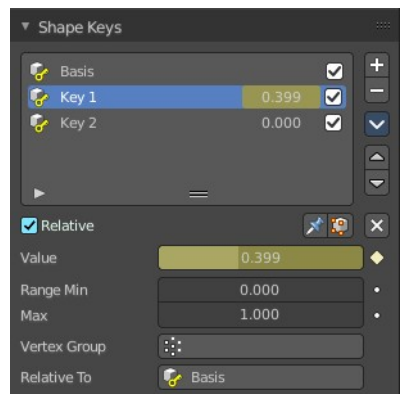 Shape Keys
Basis
Key 1 0.399
Key 2 0.000
Relative
Value 0.399
Range Min 0.000
Max 1.000
Vertex Group
Relative To Basis